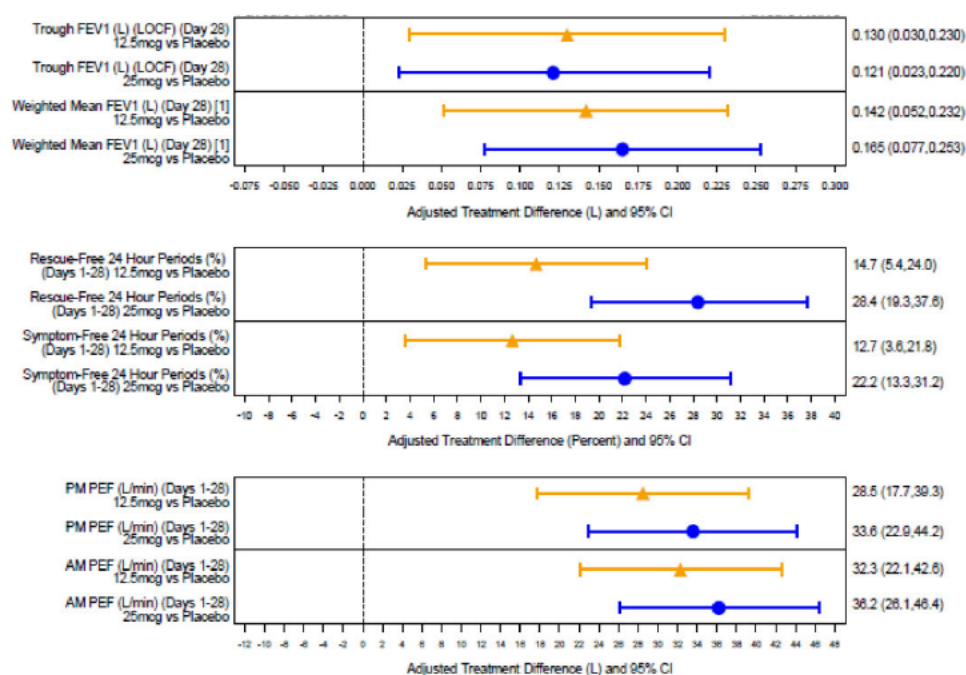 Trough FEV1 (L) (LOCF) (Day 28)
12.5mcg vs Placebo
0.130 (0.030,0.230)
Trough FEV1 (L) (LOCF) (Day 28)
25mcg vs Placebo
0.121 (0.023,0.220)
Weighted Mean FEV1 (L) (Day 28) [1]
12.5mcg vs Placebo
0.142 (0.052,0.232)
Weighted Mean FEV1 (L) (Day 28) [1]
25mcg vs Placebo
0.165 (0.077,0.253)
-0.075 -0.050 -0.025 0.000 0.025 0.050 0.075 0.100 0.125 0.150 0.175 0.200 0.225 0.250 0.275 0.300
Adjusted Treatment Difference (L) and 95% CI
Rescue-Free 24 Hour Periods (%)
(Days 1-28) 12.5mcg vs Placebo
14.7 (5.4,24.0)
Rescue-Free 24 Hour Periods (%)
(Days 1-28) 25mcg vs Placebo
28.4 (19.3,37.6)
Symptom-Free 24 Hour Periods (%)
(Days 1-28) 12.5mcg vs Placebo
12.7 (3.6,21.8)
Symptom-Free 24 Hour Periods (%)
(Days 1-28) 25mcg vs Placebo
22.2 (13.3,31.2)
-10 -8 -6 -4 -2 0 2 4 6 8 10 12 14 16 18 20 22 24 26 28 30 32 34 36 38 40
Adjusted Treatment Difference (Percent) and 95% CI
PM PEF (L/min) (Days 1-28)
12.5mcg vs Placebo
28.5 (17.7,39.3)
PM PEF (L/min) (Days 1-28)
25mcg vs Placebo
33.6 (22.9,44.2)
AM PEF (L/min) (Days 1-28)
12.5mcg vs Placebo
32.3 (22.1,42.6)
AM PEF (L/min) (Days 1-28)
25mcg vs Placebo
36.2 (26.1,46.4)
-12 -10 -8 -6 -4 -2 0 2 4 6 8 10 12 14 16 18 20 22 24 26 28 30 32 34 36 38 40 42 44 46 48
Adjusted Treatment Difference (L) and 95% CI